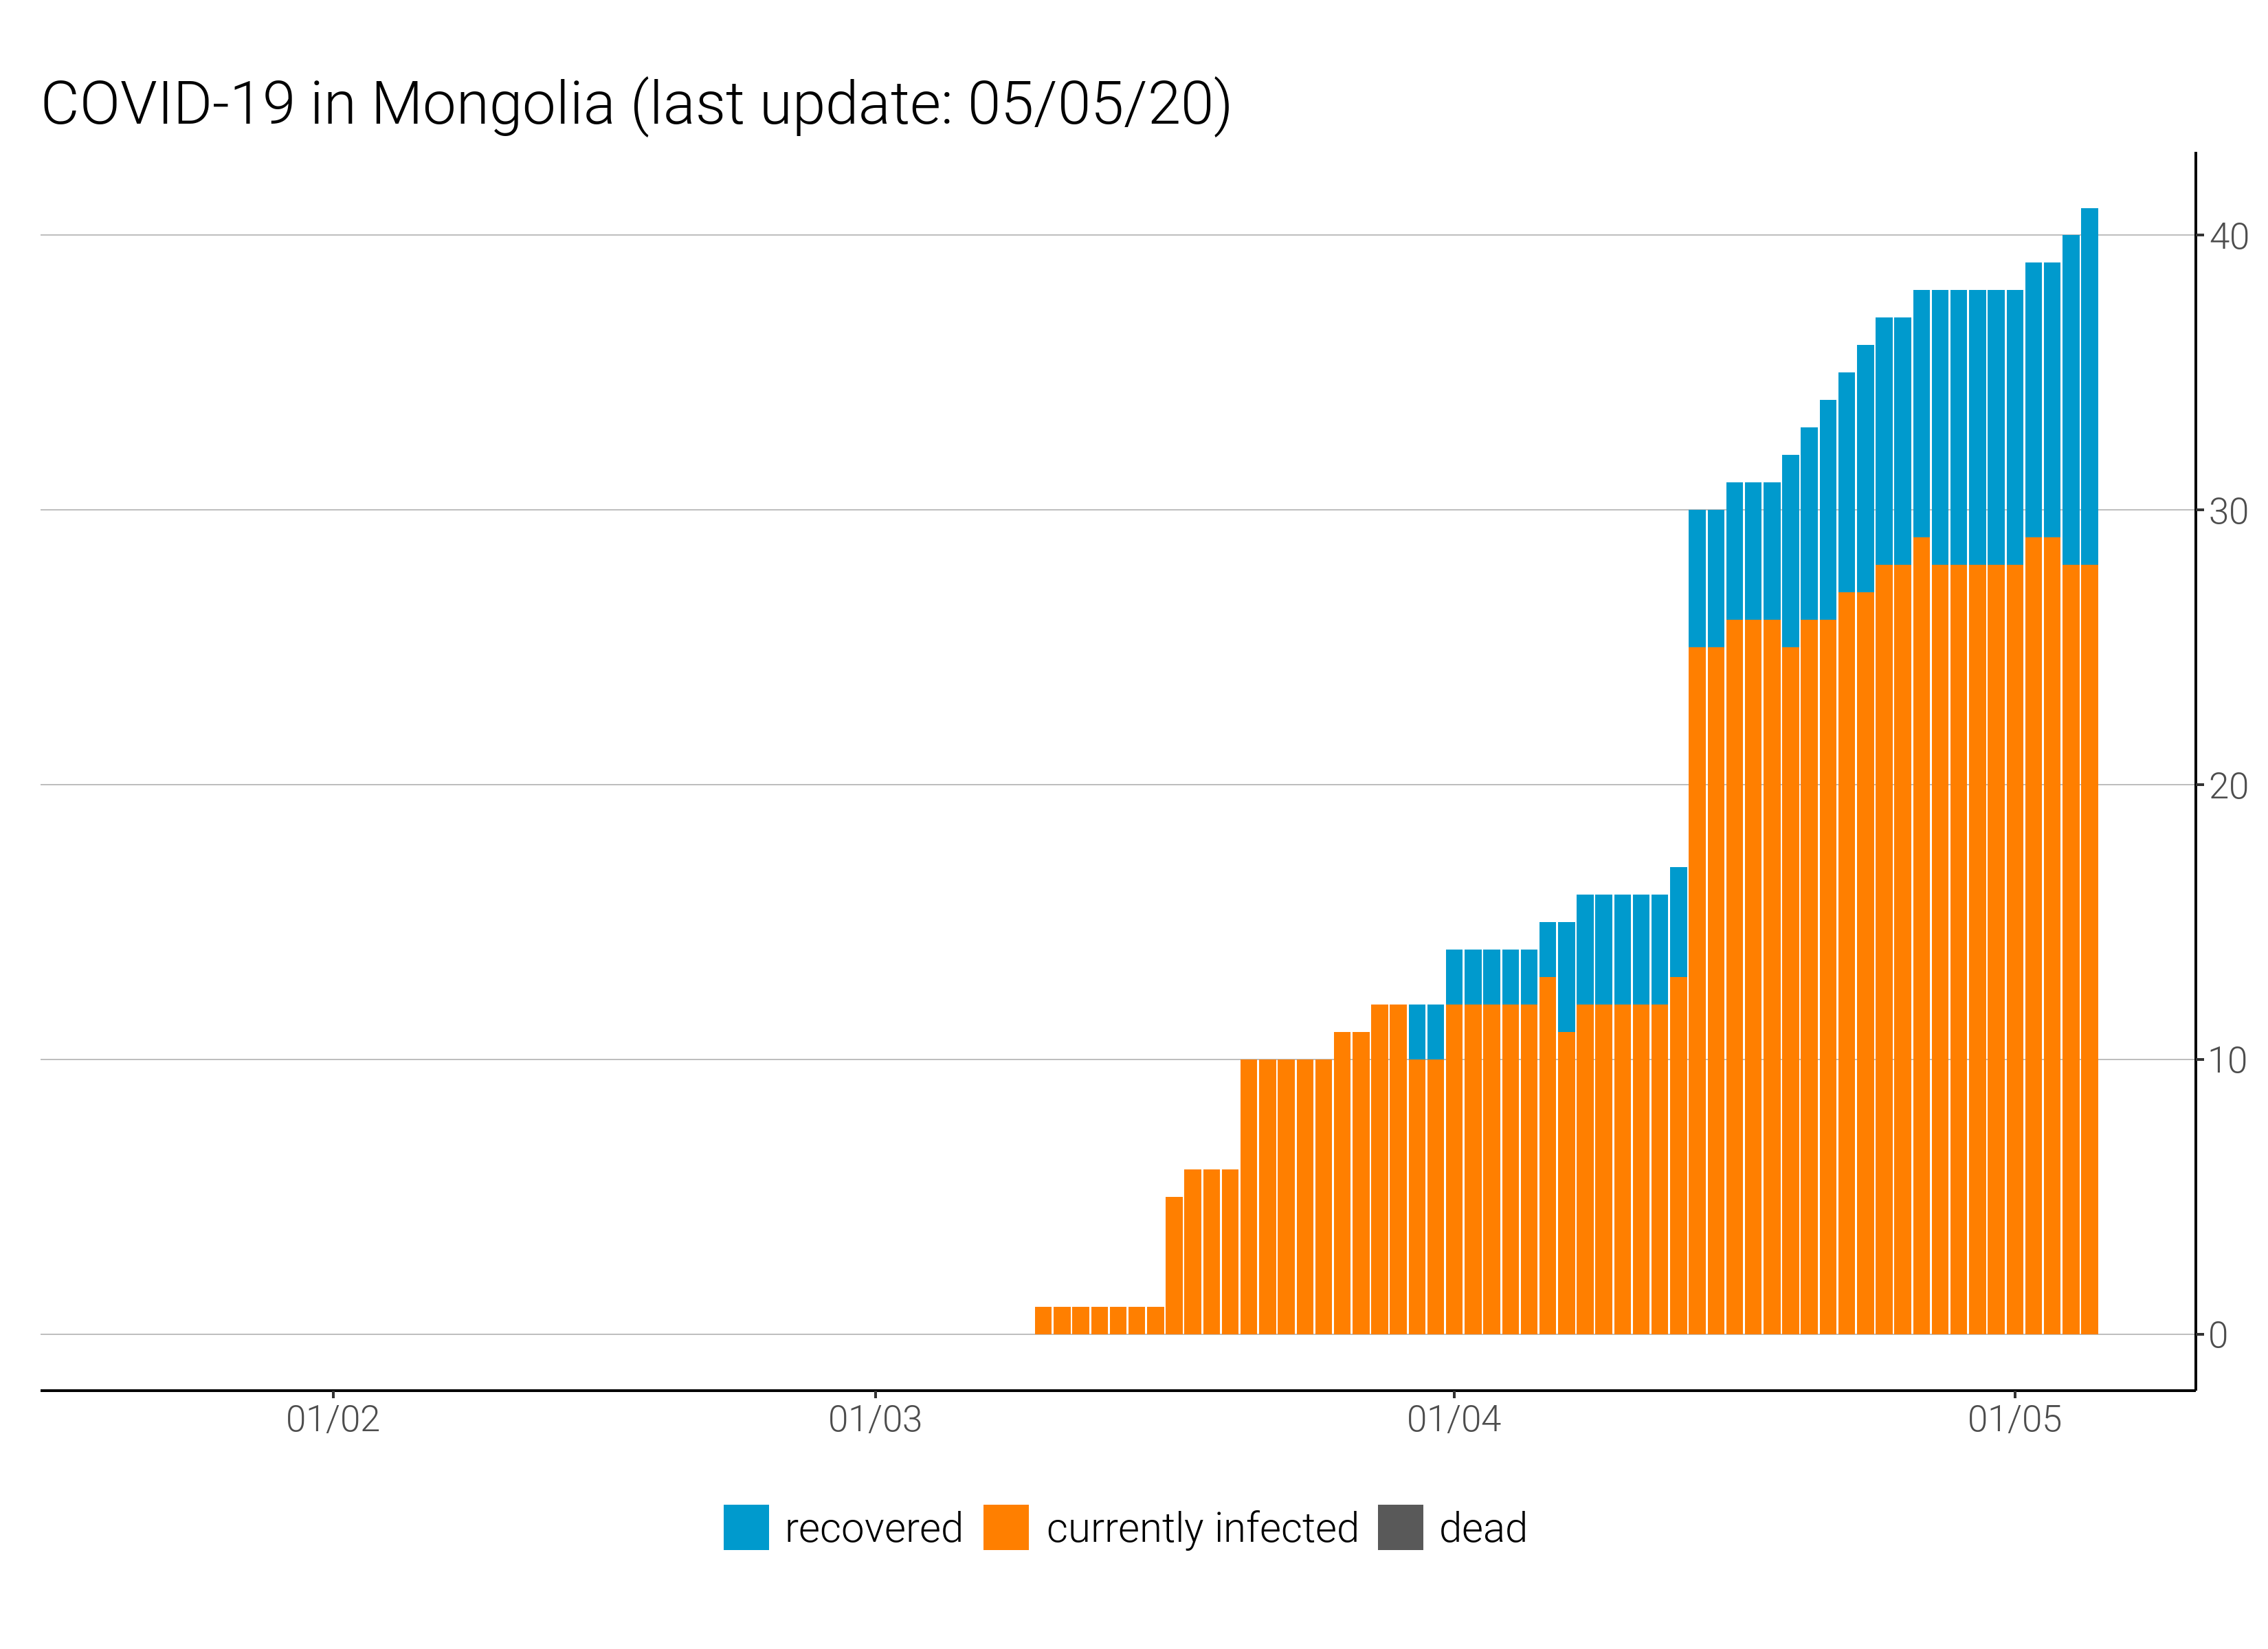 COVID-19 in Mongolia (last update: 05/05/20)
40
30
20
10
0
01/02 01/03 01/04 01/05
recovered currently infected dead